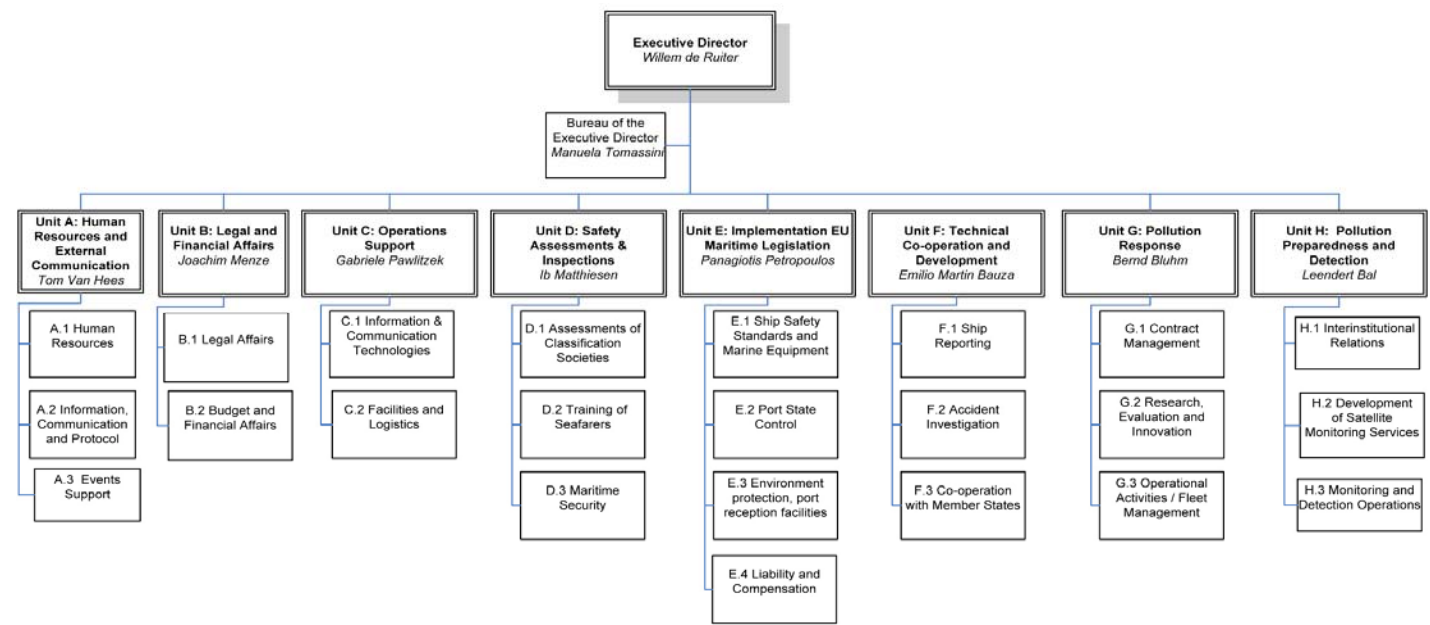 Executive Director
Willem de Ruiter
Bureau of the
Executive Director
Manuela Tomassini
Unit A: Human
Resources and
External
Communication
Tom Van Hees
Unit B: Legal and
Financial Affairs
Joachim Menze
Unit C: Operations
Support
Gabriele Pawlitzek
Unit D: Safety
Assessments &
Inspections
Ib Matthiesen
Unit E: Implementation EU
Maritime Legislation
Panagiotis Petropoulos
Unit F: Technical
Co-operation and
Development
Emilio Martin Bauza
Unit G: Pollution
Response
Bernd Bluhm
Unit H: Pollution
Preparedness and
Detection
Leendert Bal
A.1 Human
Resources
A.2 Information,
Communication
and Protocol
A.3 Events
Support
B.1 Legal Affairs
B.2 Budget and
Financial Affairs
C.1 Information &
Communication
Technologies
C.2 Facilities and
Logistics
D.1 Assessments of
Classification
Societies
D.2 Training of
Seafarers
D.3 Maritime
Security
E.1 Ship Safety
Standards and
Marine Equipment
E.2 Port State
Control
E.3 Environment
protection, port
reception facilities
E.4 Liability and
Compensation
F.1 Ship
Reporting
F.2 Accident
Investigation
F.3 Co-operation
with Member States
G.1 Contract
Management
G.2 Research,
Evaluation and
Innovation
G.3 Operational
Activities / Fleet
Management
H.1 Interinstitutional
Relations
H.2 Development
of Satellite
Monitoring Services
H.3 Monitoring and
Detection Operations